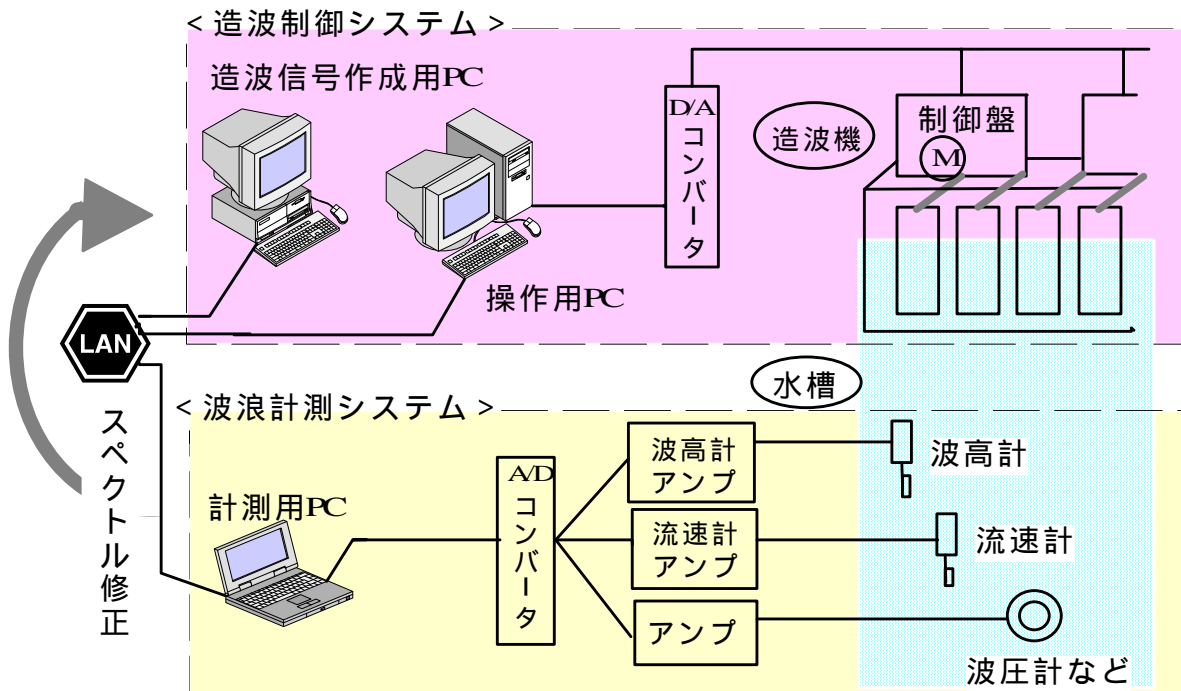 < 造波制御システム >
造波信号作成用PC
D/A
コンバータ
造波機
制御盤
M
操作用PC
LAN
スペクトル修正
水槽
< 波浪計測システム >
計測用PC
A/D
コンバータ
波高計
アンプ
波高計
流速計
アンプ
流速計
アンプ
波圧計など